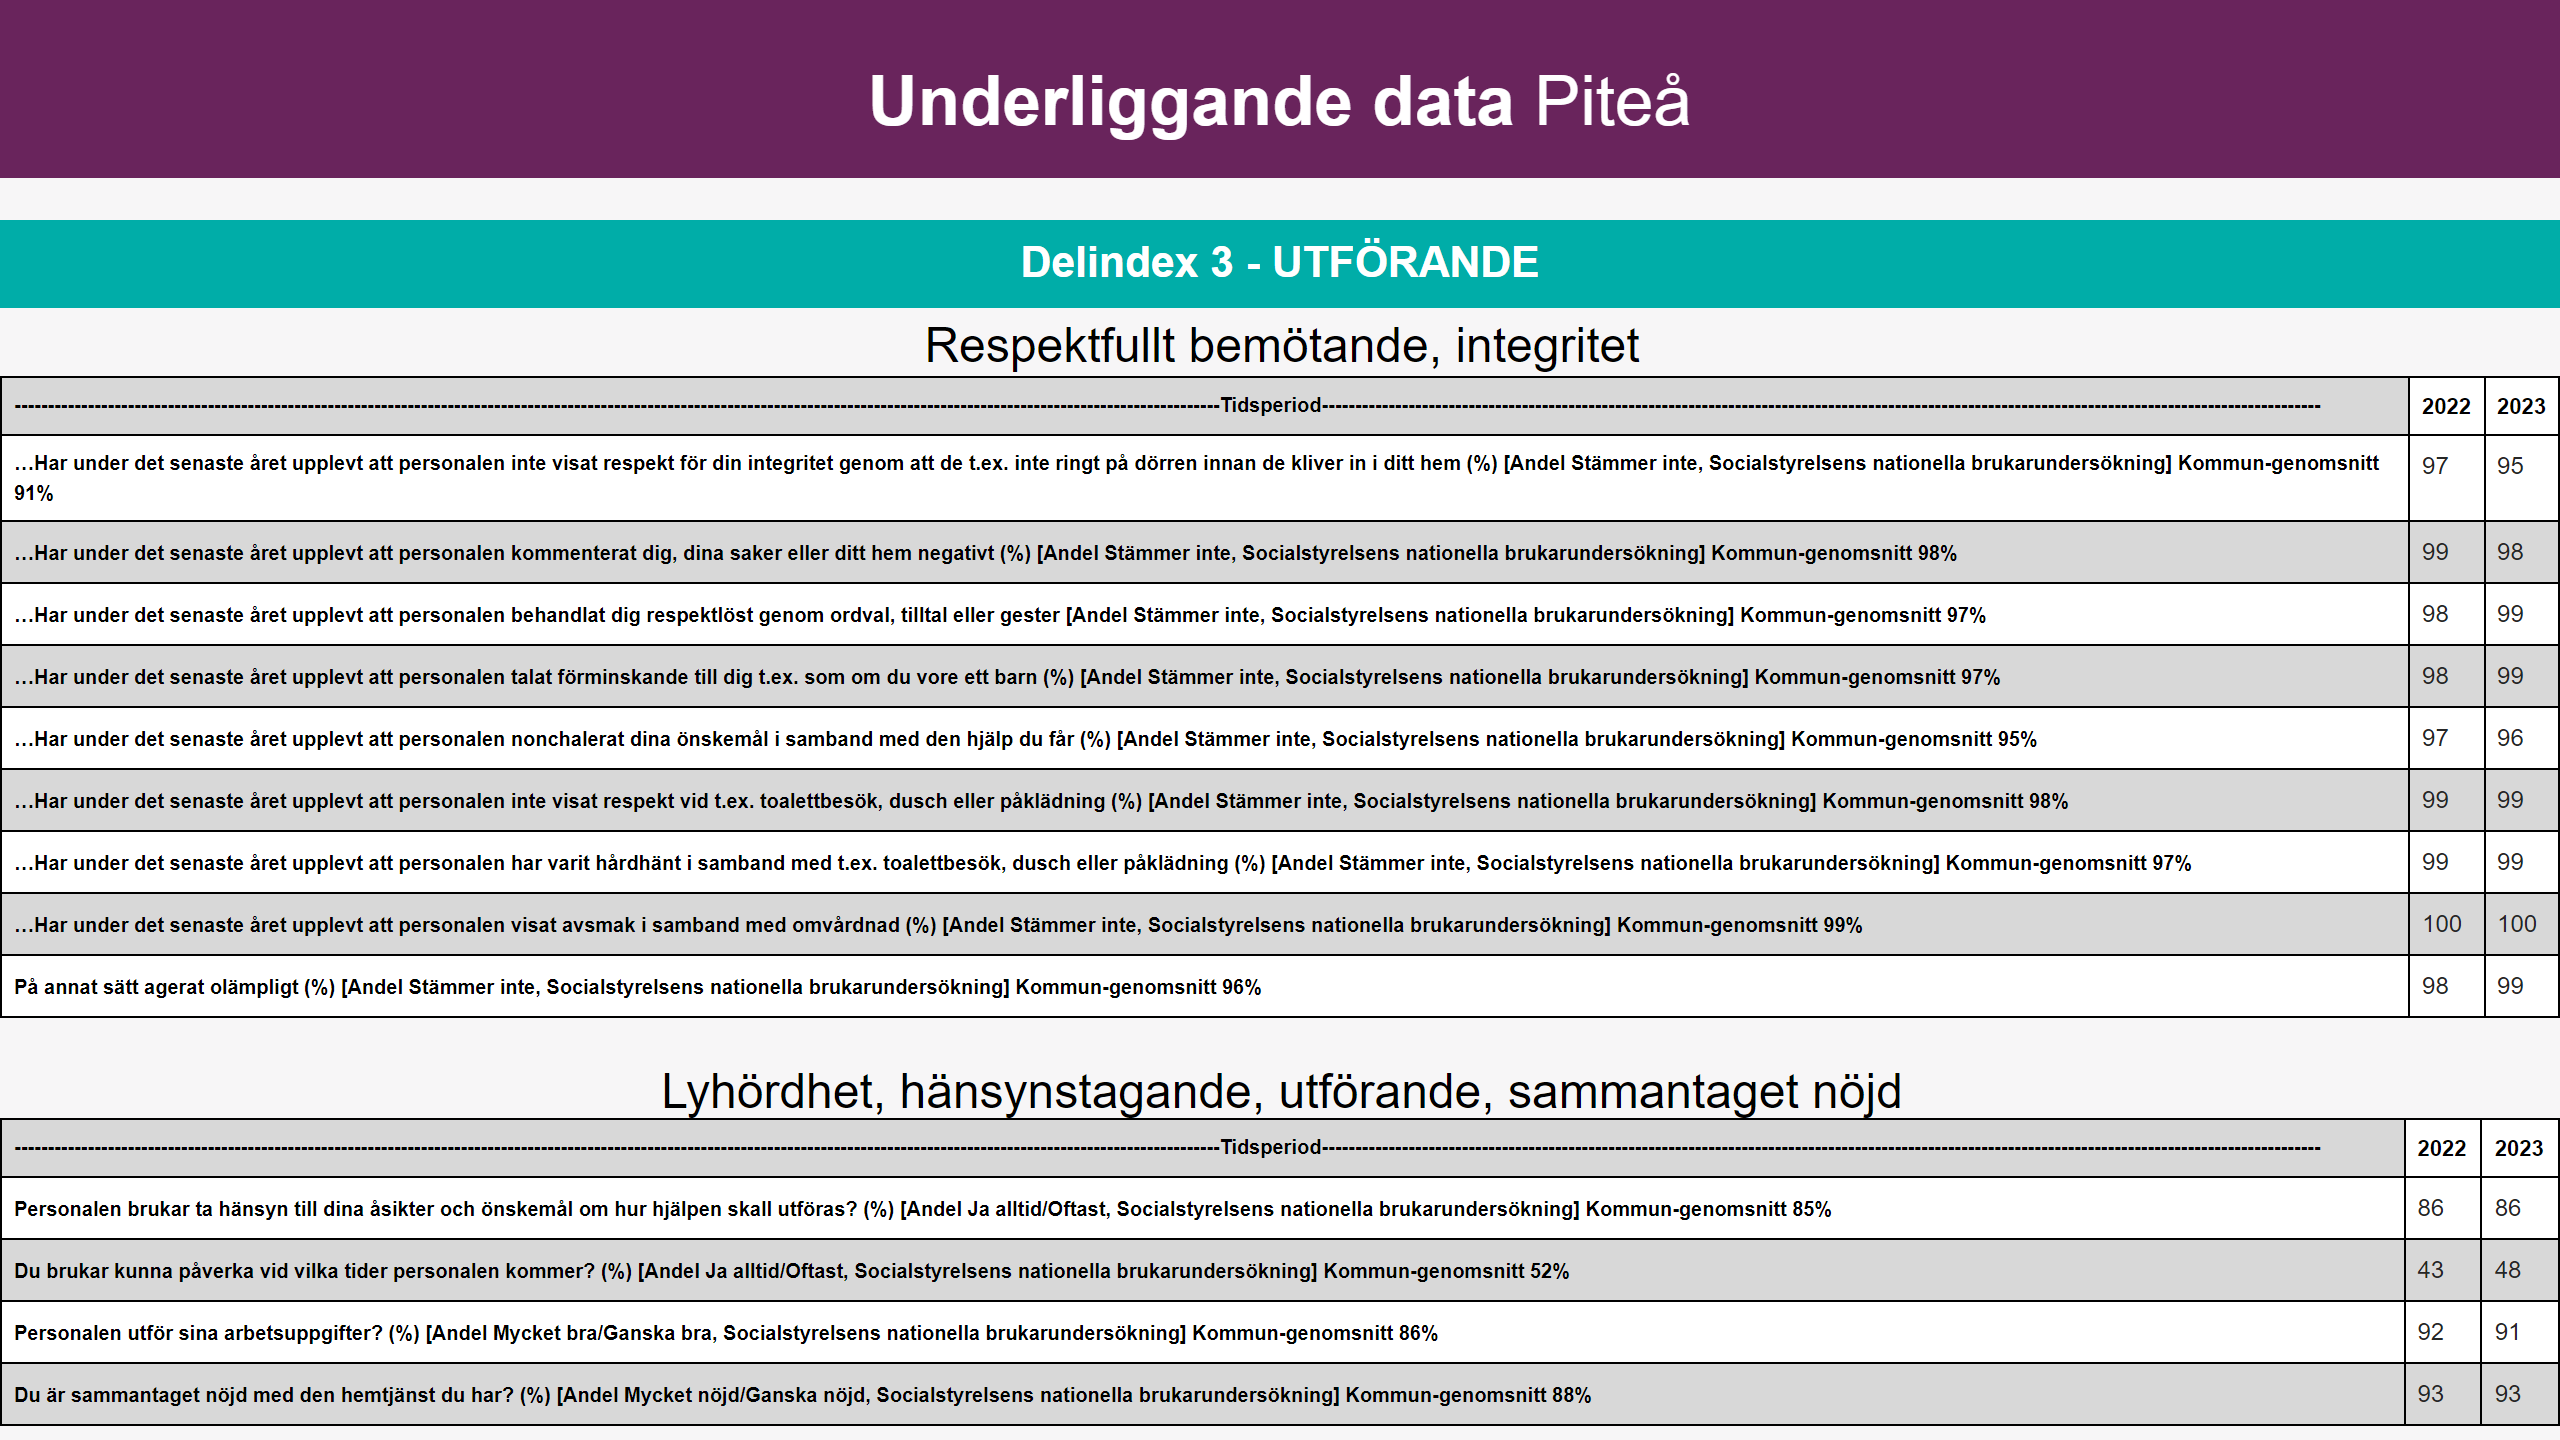 Underliggande data Piteå
Delindex 3 - UTFÖRANDE
Respektfullt bemötande, integritet
Tidsperiod 2022 2023
…Har under det senaste året upplevt att personalen inte visat respekt för din integritet genom att de t.ex. inte ringt på dörren innan de kliver in i ditt hem (%) [Andel Stämmer inte, Socialstyrelsens nationella brukarundersökning] Kommun-genomsnitt 97 95
91%
…Har under det senaste året upplevt att personalen kommenterat dig, dina saker eller ditt hem negativt (%) [Andel Stämmer inte, Socialstyrelsens nationella brukarundersökning] Kommun-genomsnitt 98% 99 98
…Har under det senaste året upplevt att personalen behandlat dig respektlöst genom ordval, tilltal eller gester [Andel Stämmer inte, Socialstyrelsens nationella brukarundersökning] Kommun-genomsnitt 97% 98 99
…Har under det senaste året upplevt att personalen talat förminskande till dig t.ex. som om du vore ett barn (%) [Andel Stämmer inte, Socialstyrelsens nationella brukarundersökning] Kommun-genomsnitt 97% 98 99
…Har under det senaste året upplevt att personalen nonchalerat dina önskemål i samband med den hjälp du får (%) [Andel Stämmer inte, Socialstyrelsens nationella brukarundersökning] Kommun-genomsnitt 95% 97 96
…Har under det senaste året upplevt att personalen inte visat respekt vid t.ex. toalettbesök, dusch eller påklädning (%) [Andel Stämmer inte, Socialstyrelsens nationella brukarundersökning] Kommun-genomsnitt 98% 99 99
…Har under det senaste året upplevt att personalen har varit hårdhänt i samband med t.ex. toalettbesök, dusch eller påklädning (%) [Andel Stämmer inte, Socialstyrelsens nationella brukarundersökning] Kommun-genomsnitt 97% 99 99
…Har under det senaste året upplevt att personalen visat avsmak i samband med omvårdnad (%) [Andel Stämmer inte, Socialstyrelsens nationella brukarundersökning] Kommun-genomsnitt 99% 100 100
På annat sätt agerat olämpligt (%) [Andel Stämmer inte, Socialstyrelsens nationella brukarundersökning] Kommun-genomsnitt 96% 98 99
Lyhördhet, hänsynstagande, utförande, sammantaget nöjd
Tidsperiod 2022 2023
Personalen brukar ta hänsyn till dina åsikter och önskemål om hur hjälpen skall utföras? (%) [Andel Ja alltid/Oftast, Socialstyrelsens nationella brukarundersökning] Kommun-genomsnitt 85% 86 86
Du brukar kunna påverka vid vilka tider personalen kommer? (%) [Andel Ja alltid/Oftast, Socialstyrelsens nationella brukarundersökning] Kommun-genomsnitt 52% 43 48
Personalen utför sina arbetsuppgifter? (%) [Andel Mycket bra/Ganska bra, Socialstyrelsens nationella brukarundersökning] Kommun-genomsnitt 86% 92 91
Du är sammantaget nöjd med den hemtjänst du har? (%) [Andel Mycket nöjd/Ganska nöjd, Socialstyrelsens nationella brukarundersökning] Kommun-genomsnitt 88% 93 93